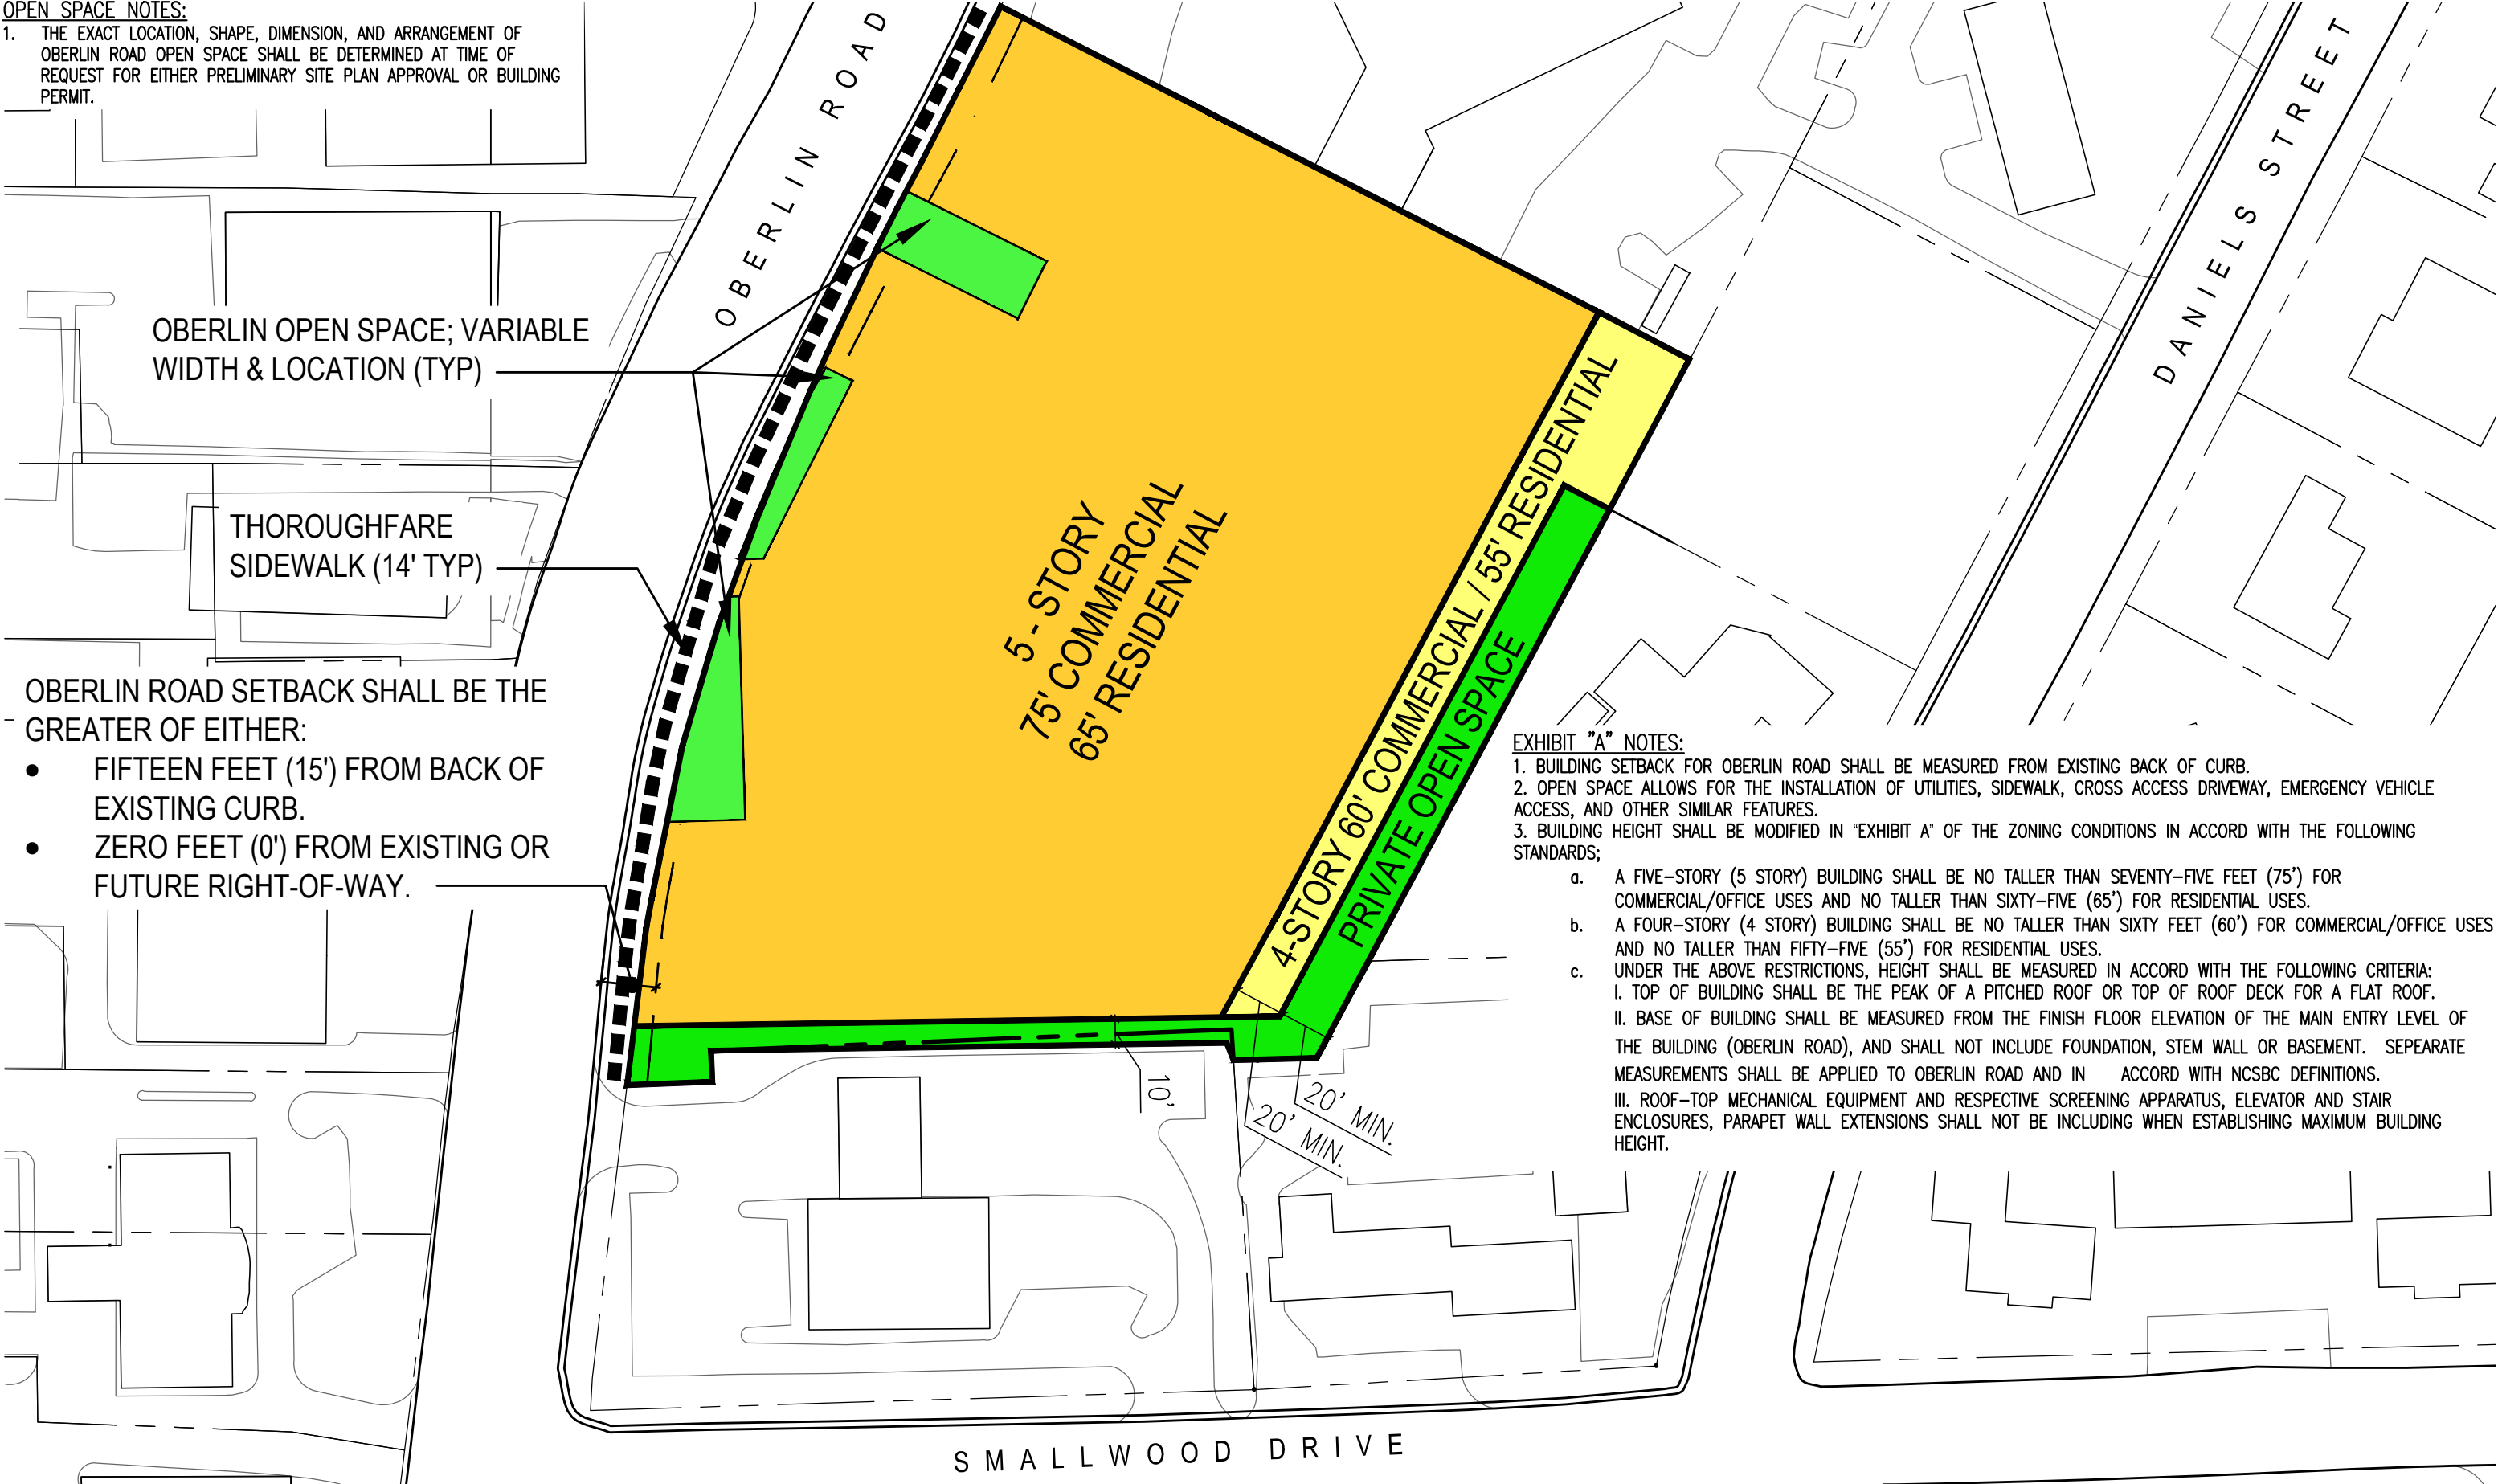 OPEN SPACE NOTES:
1. THE EXACT LOCATION, SHAPE, DIMENSION, AND ARRANGEMENT OF
OBERLIN ROAD OPEN SPACE SHALL BE DETERMINED AT TIME OF
REQUEST FOR EITHER PRELIMINARY SITE PLAN APPROVAL OR BUILDING
PERMIT.
OBERLIN ROAD
DANIELS STREET
OBERLIN OPEN SPACE; VARIABLE
WIDTH & LOCATION (TYP)
THOROUGHFARE
SIDEWALK (14' TYP)
OBERLIN ROAD SETBACK SHALL BE THE
GREATER OF EITHER:
• FIFTEEN FEET (15') FROM BACK OF
EXISTING CURB.
• ZERO FEET (0') FROM EXISTING OR
FUTURE RIGHT-OF-WAY.
5 - STORY
75' COMMERCIAL
65' RESIDENTIAL
4-STORY 60' COMMERCIAL / 55' RESIDENTIAL
PRIVATE OPEN SPACE
EXHIBIT "A" NOTES:
1. BUILDING SETBACK FOR OBERLIN ROAD SHALL BE MEASURED FROM EXISTING BACK OF CURB.
2. OPEN SPACE ALLOWS FOR THE INSTALLATION OF UTILITIES, SIDEWALK, CROSS ACCESS DRIVEWAY, EMERGENCY VEHICLE
ACCESS, AND OTHER SIMILAR FEATURES.
3. BUILDING HEIGHT SHALL BE MODIFIED IN "EXHIBIT A" OF THE ZONING CONDITIONS IN ACCORD WITH THE FOLLOWING
STANDARDS;
a. A FIVE-STORY (5 STORY) BUILDING SHALL BE NO TALLER THAN SEVENTY-FIVE FEET (75') FOR
COMMERCIAL/OFFICE USES AND NO TALLER THAN SIXTY-FIVE (65') FOR RESIDENTIAL USES.
b. A FOUR-STORY (4 STORY) BUILDING SHALL BE NO TALLER THAN SIXTY FEET (60') FOR COMMERCIAL/OFFICE USES
AND NO TALLER THAN FIFTY-FIVE (55') FOR RESIDENTIAL USES.
c. UNDER THE ABOVE RESTRICTIONS, HEIGHT SHALL BE MEASURED IN ACCORD WITH THE FOLLOWING CRITERIA:
I. TOP OF BUILDING SHALL BE THE PEAK OF A PITCHED ROOF OR TOP OF ROOF DECK FOR A FLAT ROOF.
II. BASE OF BUILDING SHALL BE MEASURED FROM THE FINISH FLOOR ELEVATION OF THE MAIN ENTRY LEVEL OF
THE BUILDING (OBERLIN ROAD), AND SHALL NOT INCLUDE FOUNDATION, STEM WALL OR BASEMENT. SEPEARATE
MEASUREMENTS SHALL BE APPLIED TO OBERLIN ROAD AND IN ACCORD WITH NCSBC DEFINITIONS.
III. ROOF-TOP MECHANICAL EQUIPMENT AND RESPECTIVE SCREENING APPARATUS, ELEVATOR AND STAIR
ENCLOSURES, PARAPET WALL EXTENSIONS SHALL NOT BE INCLUDING WHEN ESTABLISHING MAXIMUM BUILDING
HEIGHT.
10'
20' MIN.
20' MIN.
SMALLWOOD DRIVE